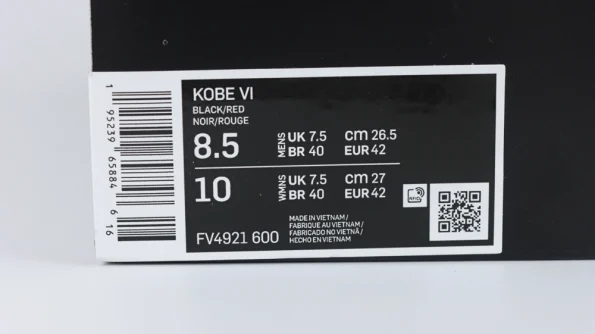 KOBE VI
BLACK/RED
NOIR/ROUGE
8.5 MENS UK 7.5 cm 26.5
BR 40 EUR 42
10 WMNS UK 7.5 cm 27
BR 40 EUR 42
RFID
FV4921 600
MADE IN VIETNAM /
FABRIQUE AU VIETNAM /
FABRICADO NO VIETNÃ /
HECHO EN VIETNAM
1 95239 65884 6 16